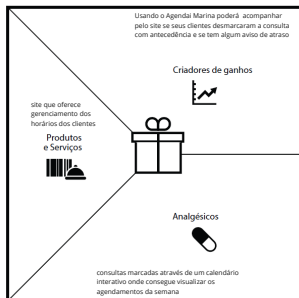 Usando o Agendai Marina poderá acompanhar
pelo site se seus clientes desmarcaram a consulta
com antecedência e se tem algum aviso de atraso
Criadores de ganhos
site que oferece
gerenciamento dos
horários dos clientes
Produtos
e Serviços
Analgésicos
consultas marcadas através de um calendário
interativo onde consegue visualizar os
agendamentos da semana